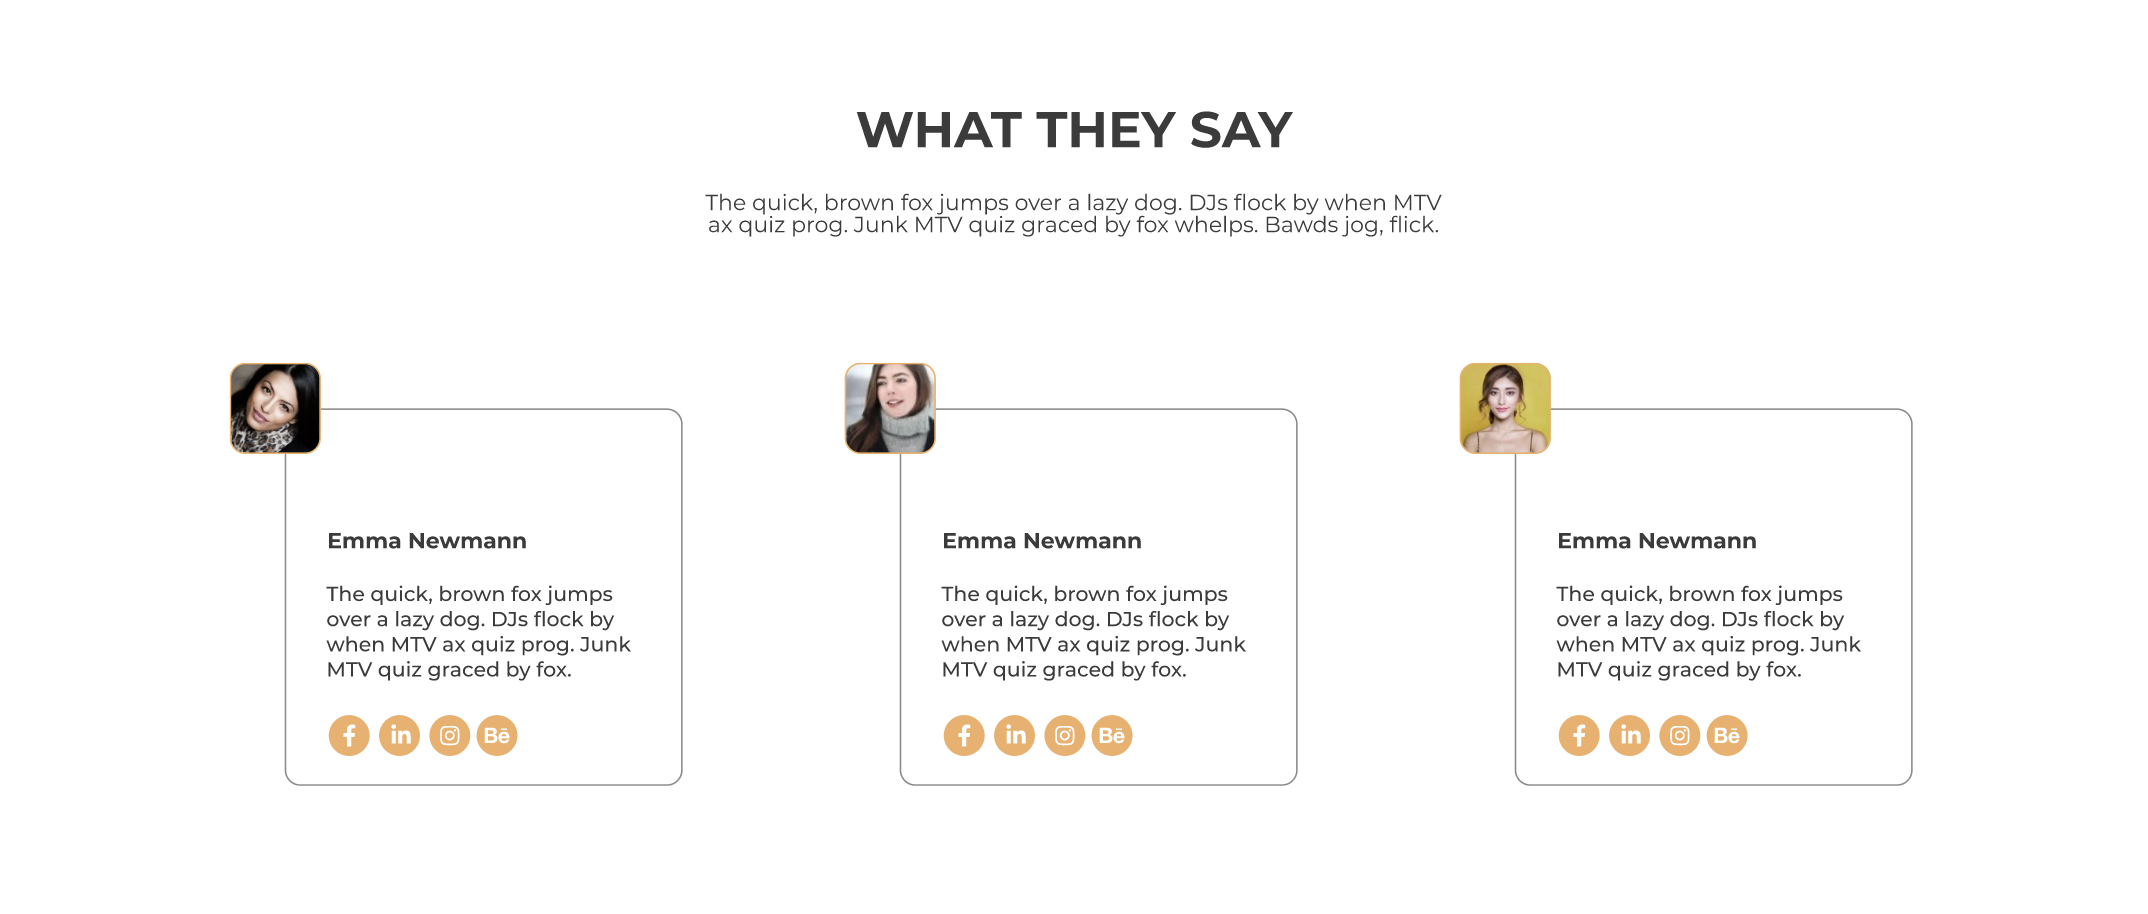 WHAT THEY SAY
The quick, brown fox jumps over a lazy dog. DJs flock by when MTV
ax quiz prog. Junk MTV quiz graced by fox whelps. Bawds jog, flick.
Emma Newmann
The quick, brown fox jumps
over a lazy dog. DJs flock by
when MTV ax quiz prog. Junk
MTV quiz graced by fox.
f in Bē
Emma Newmann
The quick, brown fox jumps
over a lazy dog. DJs flock by
when MTV ax quiz prog. Junk
MTV quiz graced by fox.
f in Bē
Emma Newmann
The quick, brown fox jumps
over a lazy dog. DJs flock by
when MTV ax quiz prog. Junk
MTV quiz graced by fox.
f in Bē